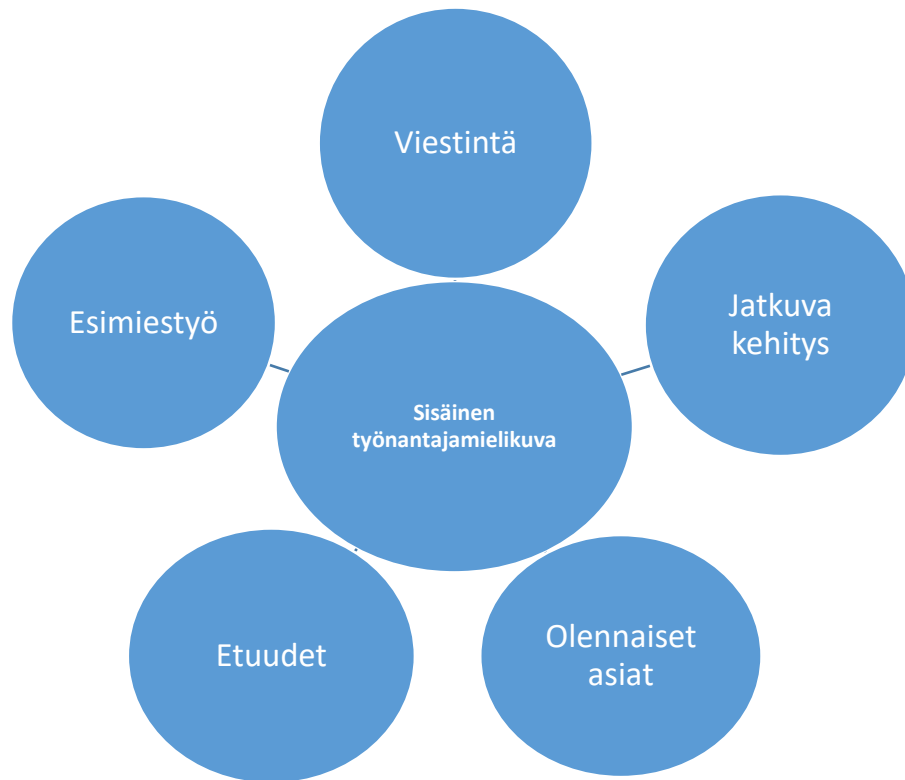 Viestintä
Esimiestyö
Jatkuva
kehitys
Sisäinen
työnantajamielikuva
Etuudet
Olennaiset
asiat